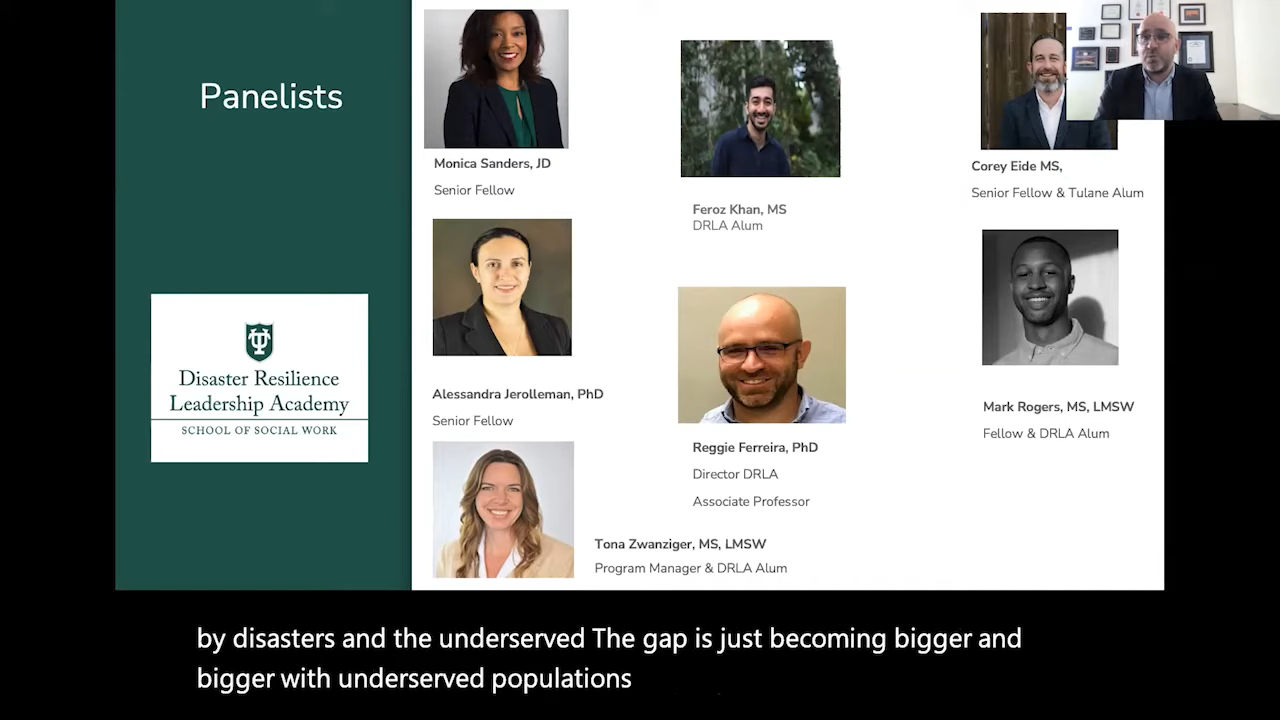 Panelists
Disaster Resilience
Leadership Academy
SCHOOL OF SOCIAL WORK
Monica Sanders, JD
Senior Fellow
Alessandra Jerolleman, PhD
Senior Fellow
Tona Zwanziger, MS, LMSW
Program Manager & DRLA Alum
Feroz Khan, MS
DRLA Alum
Reggie Ferreira, PhD
Director DRLA
Associate Professor
Corey Eide MS,
Senior Fellow & Tulane Alum
Mark Rogers, MS, LMSW
Fellow & DRLA Alum
by disasters and the underserved The gap is just becoming bigger and
bigger with underserved populations